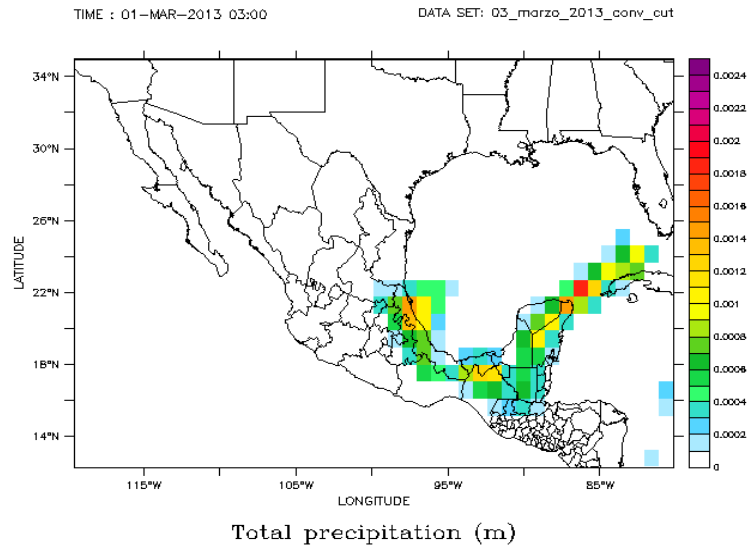 TIME : 01-MAR-2013 03:00
DATA SET: 03_marzo_2013_conv_cut
34°N
30°N
26°N
22°N
18°N
14°N
LATITUDE
115°W
105°W
95°W
85°W
LONGITUDE
0.0024
0.0022
0.002
0.0018
0.0016
0.0014
0.0012
0.001
0.0008
0.0006
0.0004
0.0002
0
Total precipitation (m)